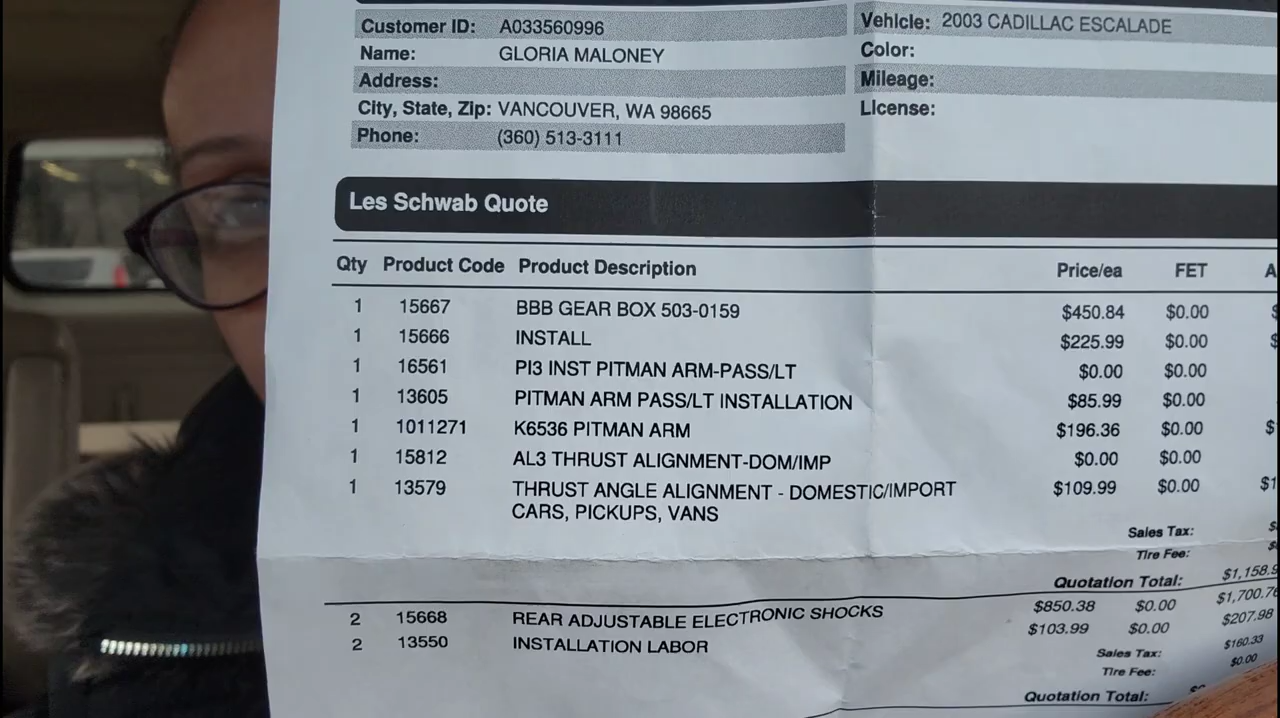 Customer ID: A033560996 Vehicle: 2003 CADILLAC ESCALADE
Name: GLORIA MALONEY Color:
Address: Mileage:
City, State, Zip: VANCOUVER, WA 98665 License:
Phone: (360) 513-3111
Les Schwab Quote
Qty Product Code Product Description Price/ea FET A
1 15667 BBB GEAR BOX 503-0159 $450.84 $0.00 $
1 15666 INSTALL $225.99 $0.00 $
1 16561 PI3 INST PITMAN ARM-PASS/LT $0.00 $0.00
1 13605 PITMAN ARM PASS/LT INSTALLATION $85.99 $0.00
1 1011271 K6536 PITMAN ARM $196.36 $0.00 $
1 15812 AL3 THRUST ALIGNMENT-DOM/IMP $0.00 $0.00
1 13579 THRUST ANGLE ALIGNMENT - DOMESTIC/IMPORT $109.99 $0.00 $1
CARS, PICKUPS, VANS
Sales Tax: $
Tire Fee:
Quotation Total: $1,158.9
2 15668 REAR ADJUSTABLE ELECTRONIC SHOCKS $850.38 $0.00 $1,700.76
2 13550 INSTALLATION LABOR $103.99 $0.00 $207.98
Sales Tax: $160.33
Tire Fee: $0.00
Quotation Total: